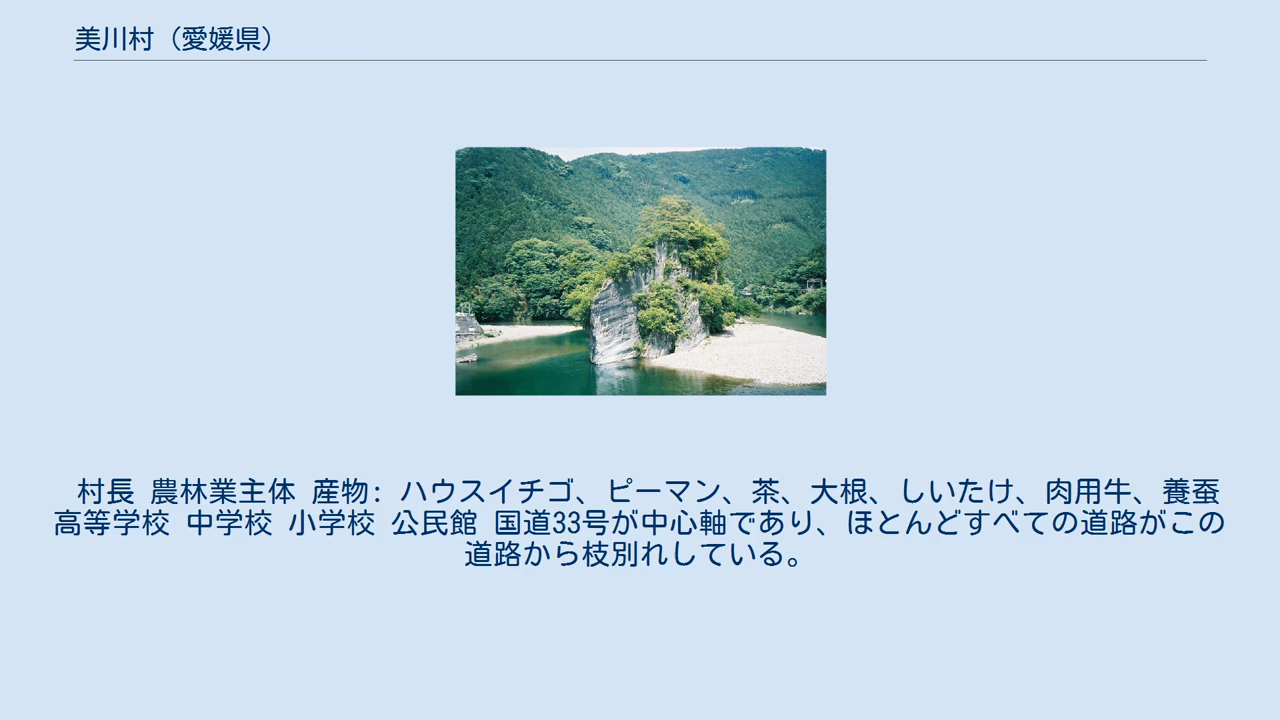 美川村（愛媛県）
村長 農林業主体 産物: ハウスイチゴ、ピーマン、茶、大根、しいたけ、肉用牛、養蚕
高等学校 中学校 小学校 公民館 国道33号が中心軸であり、ほとんどすべての道路がこの
道路から枝別れしている。